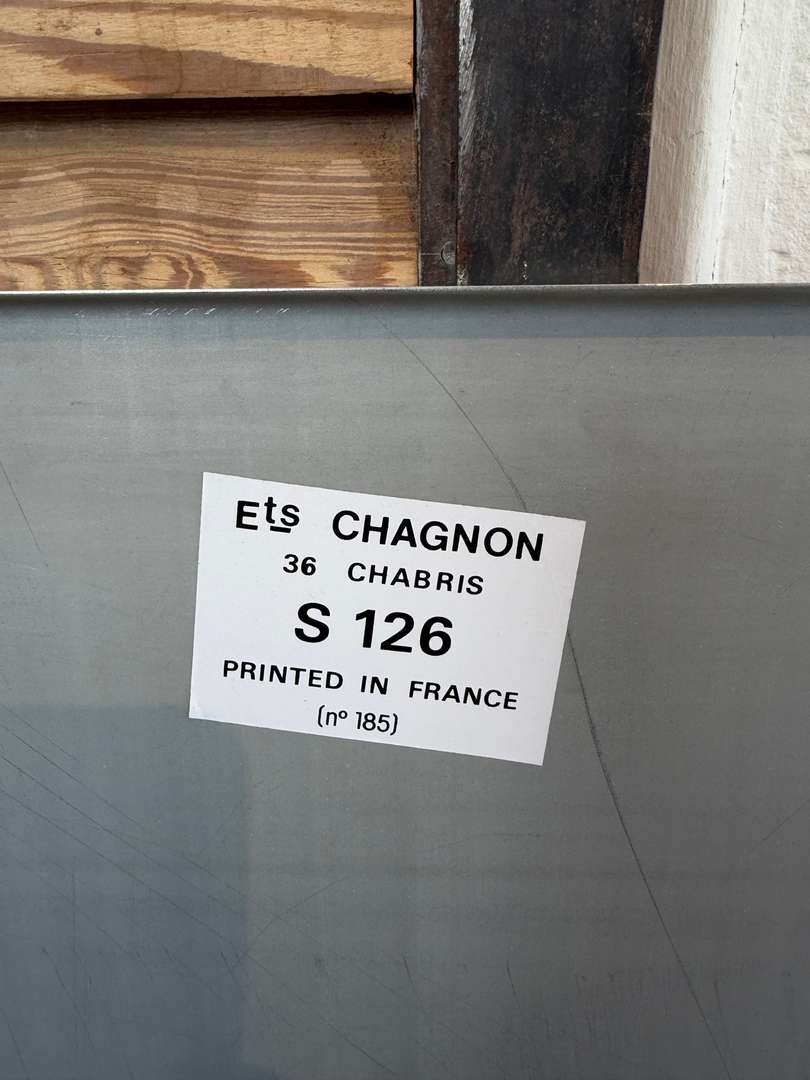 Ets CHAGNON
36 CHABRIS
S 126
PRINTED IN FRANCE
(nº 185)